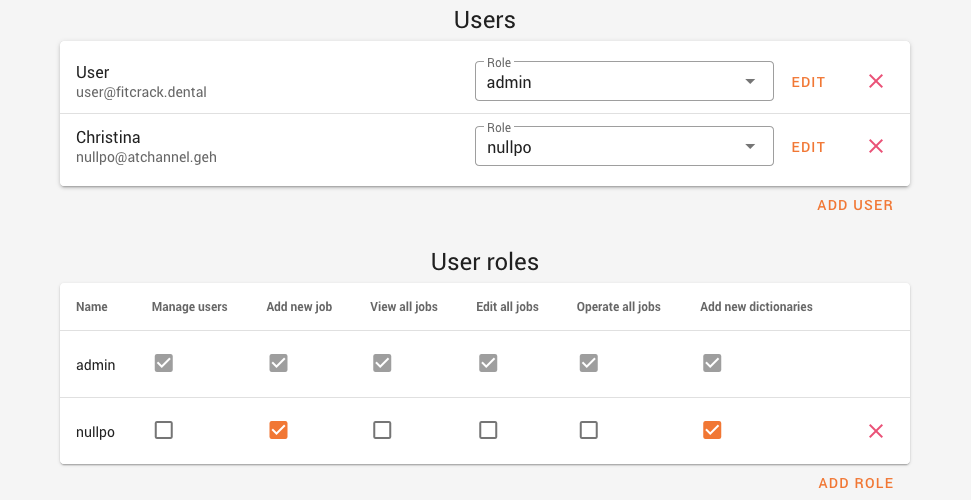 Users
User
user@fitcrack.dental
Role
admin
EDIT
Christina
nullpo@atchannel.geh
Role
nullpo
EDIT
ADD USER
User roles
Name Manage users Add new job View all jobs Edit all jobs Operate all jobs Add new dictionaries
admin
nullpo
ADD ROLE